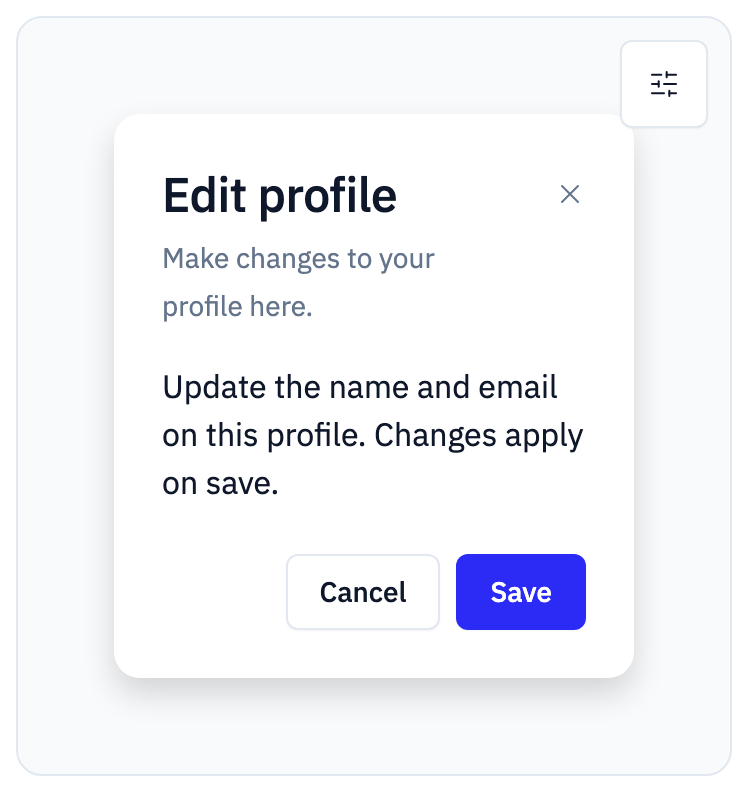 Edit profile
Make changes to your
profile here.
Update the name and email
on this profile. Changes apply
on save.
Cancel
Save